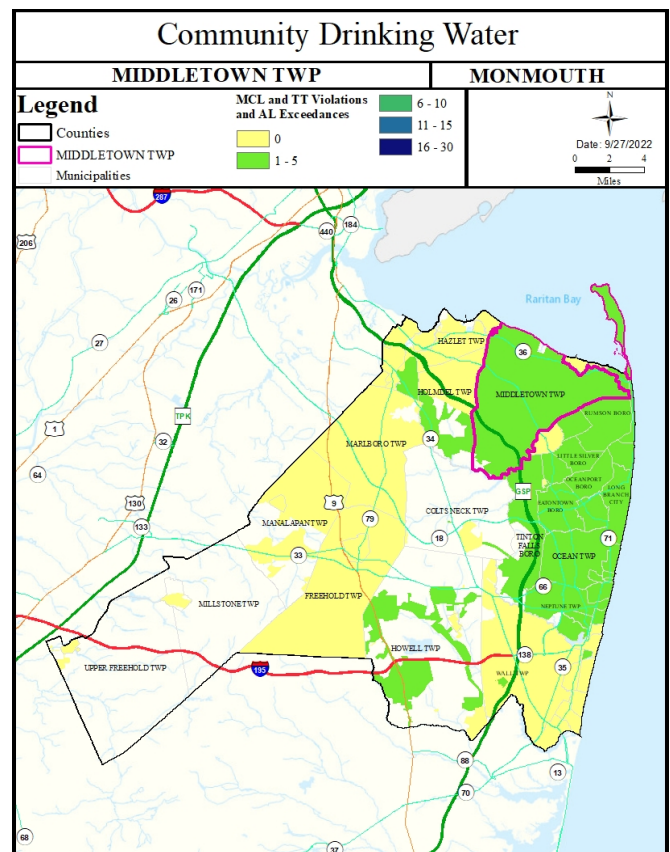 Community Drinking Water
MIDDLETOWN TWP
MONMOUTH
Legend
Counties
MIDDLETOWN TWP
Municipalities
MCL and TT Violations
and AL Exceedances
0
1 - 5
6 - 10
11 - 15
16 - 30
N
Date: 9/27/2022
0 2 4
Miles
287
206
440
184
171
26
27
Raritan Bay
HAZLET TWP
36
HOLMDEL TWP
MIDDLETOWN TWP
TPK
RUMSON BORO
1
32
MARLBORO TWP
34
LITTLE SILVER
BORO
64
OCEANPORT
BORO
GSP
LONG
BRANCH
CITY
EATONTOWN
BORO
130
9
COLTS NECK TWP
133
MANALAPAN TWP
79
18
TINTON
FALLS
BORO
71
33
OCEAN TWP
66
MILLSTONE TWP
FREEHOLD TWP
NEPTUNE TWP
HOWELL TWP
138
UPPER FREEHOLD TWP
195
35
WALL TWP
88
13
70
68
37